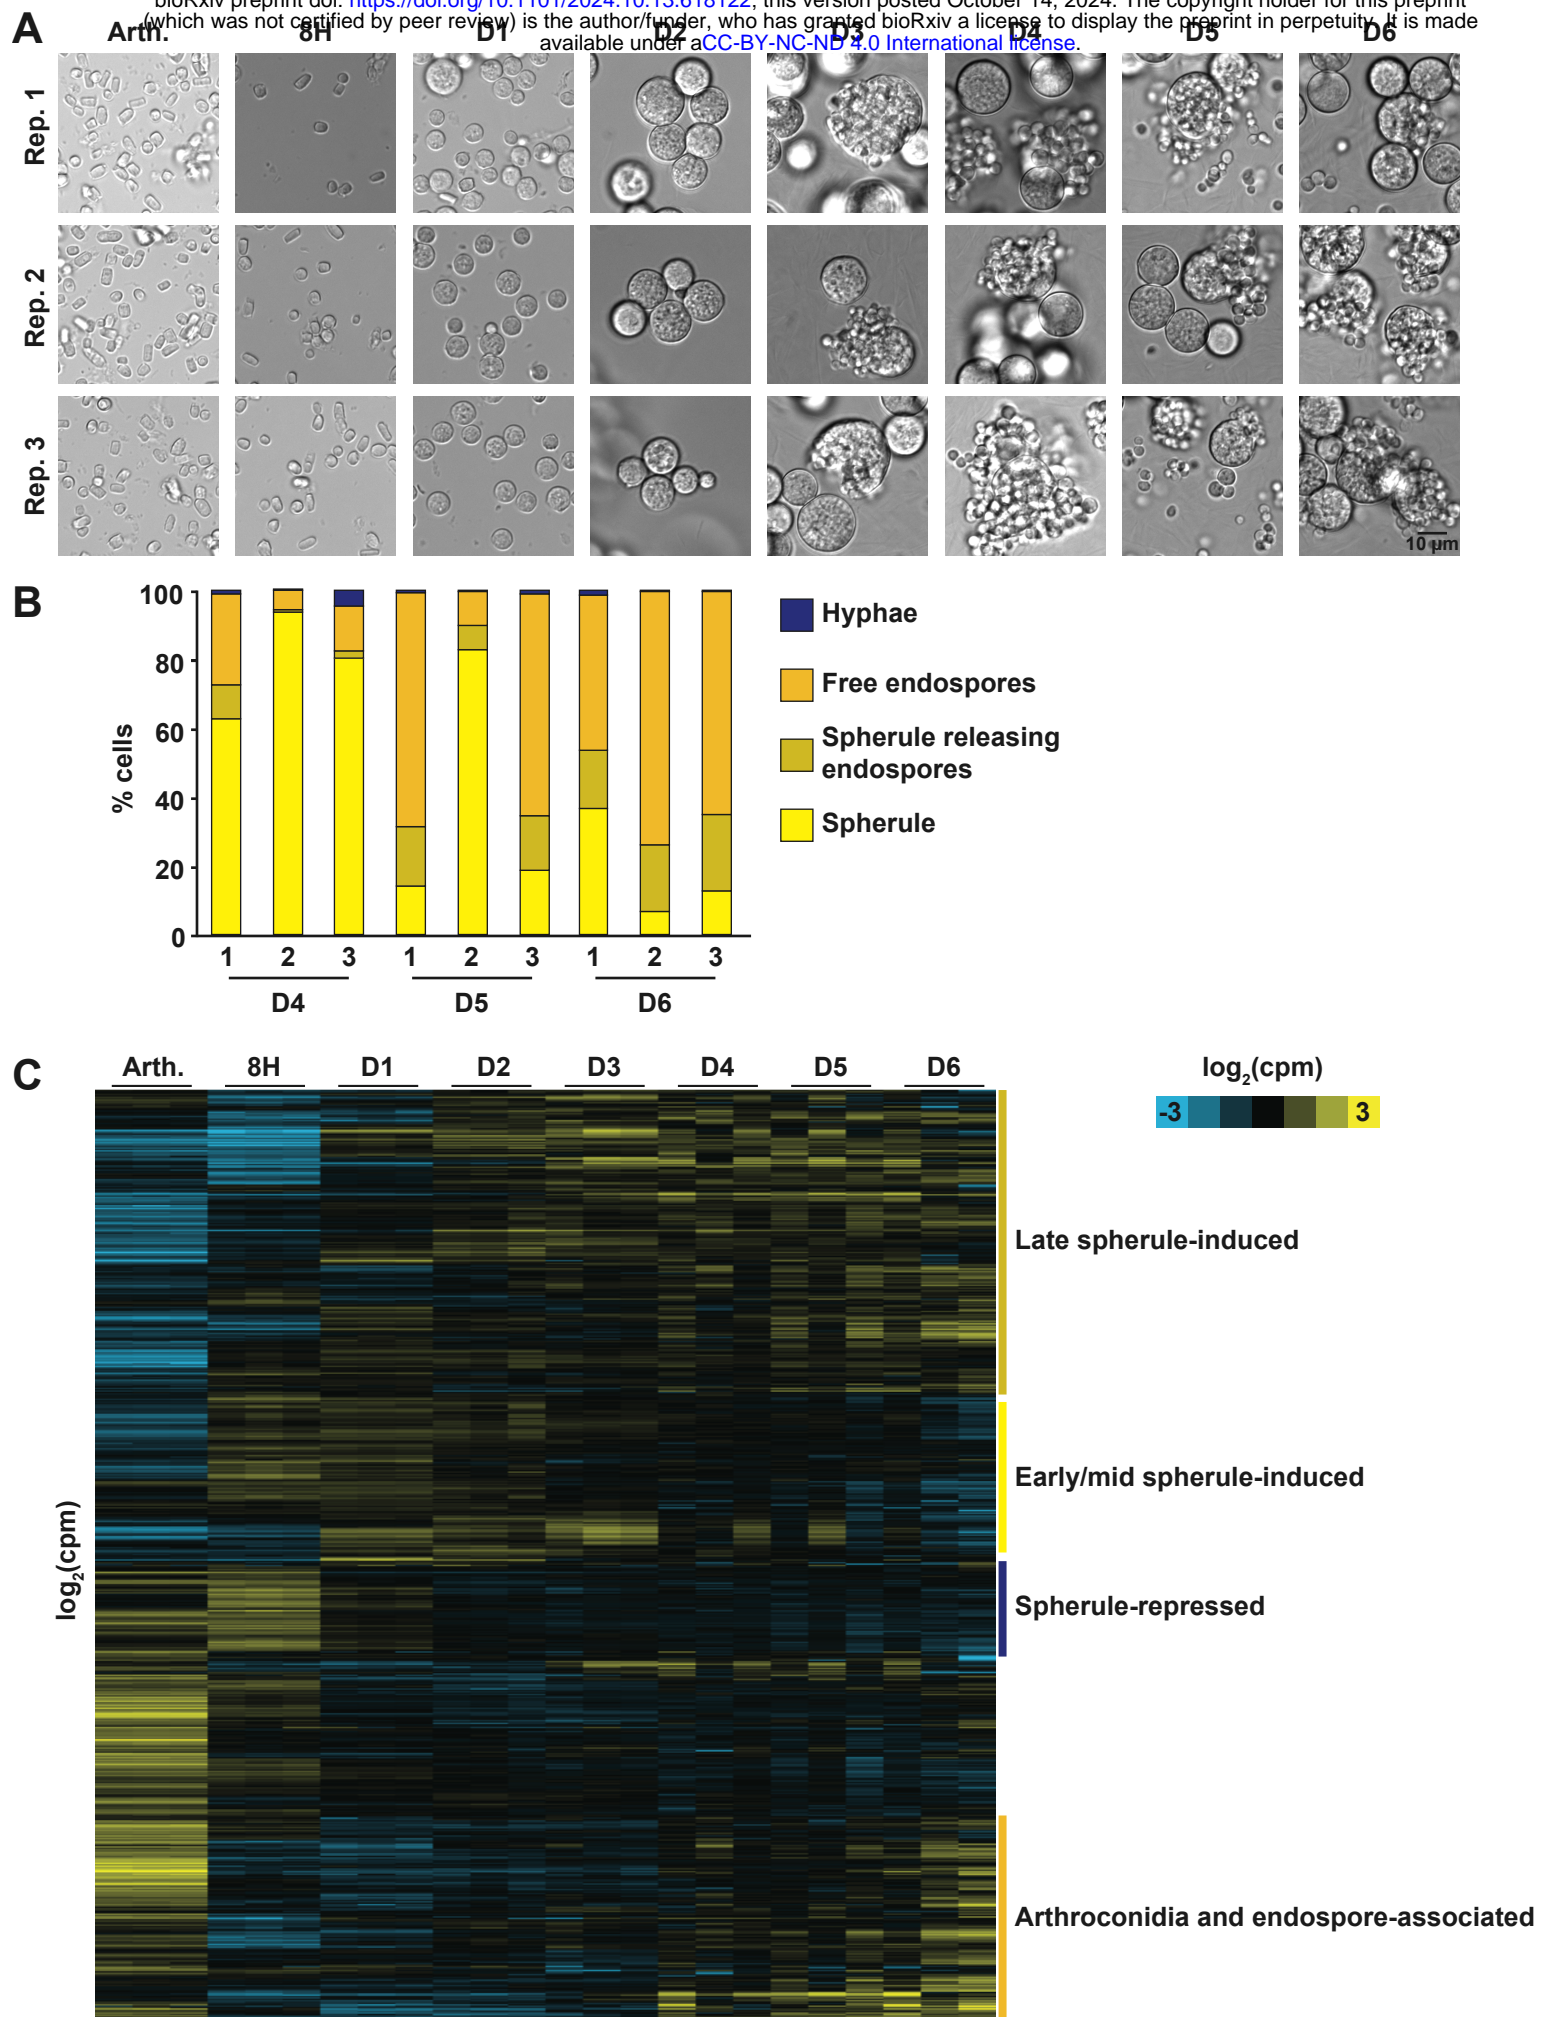 bioRxiv preprint doi: https://doi.org/10.1101/2024.10.13.618122; this version posted October 14, 2024. The copyright holder for this preprint
(which was not certified by peer review) is the author/funder, who has granted bioRxiv a license to display the preprint in perpetuity. It is made
available under aCC-BY-NC-ND 4.0 International license.
A
Arth. 8H D1 D2 D3 D4 D5 D6
Rep. 1
Rep. 2
Rep. 3
10 µm
B
100
80
60
40
20
0
% cells
1 2 3 1 2 3 1 2 3
D4 D5 D6
Hyphae
Free endospores
Spherule releasing
endospores
Spherule
C
Arth. 8H D1 D2 D3 D4 D5 D6
log2(cpm)
-3 3
log2(cpm)
Late spherule-induced
Early/mid spherule-induced
Spherule-repressed
Arthroconidia and endospore-associated